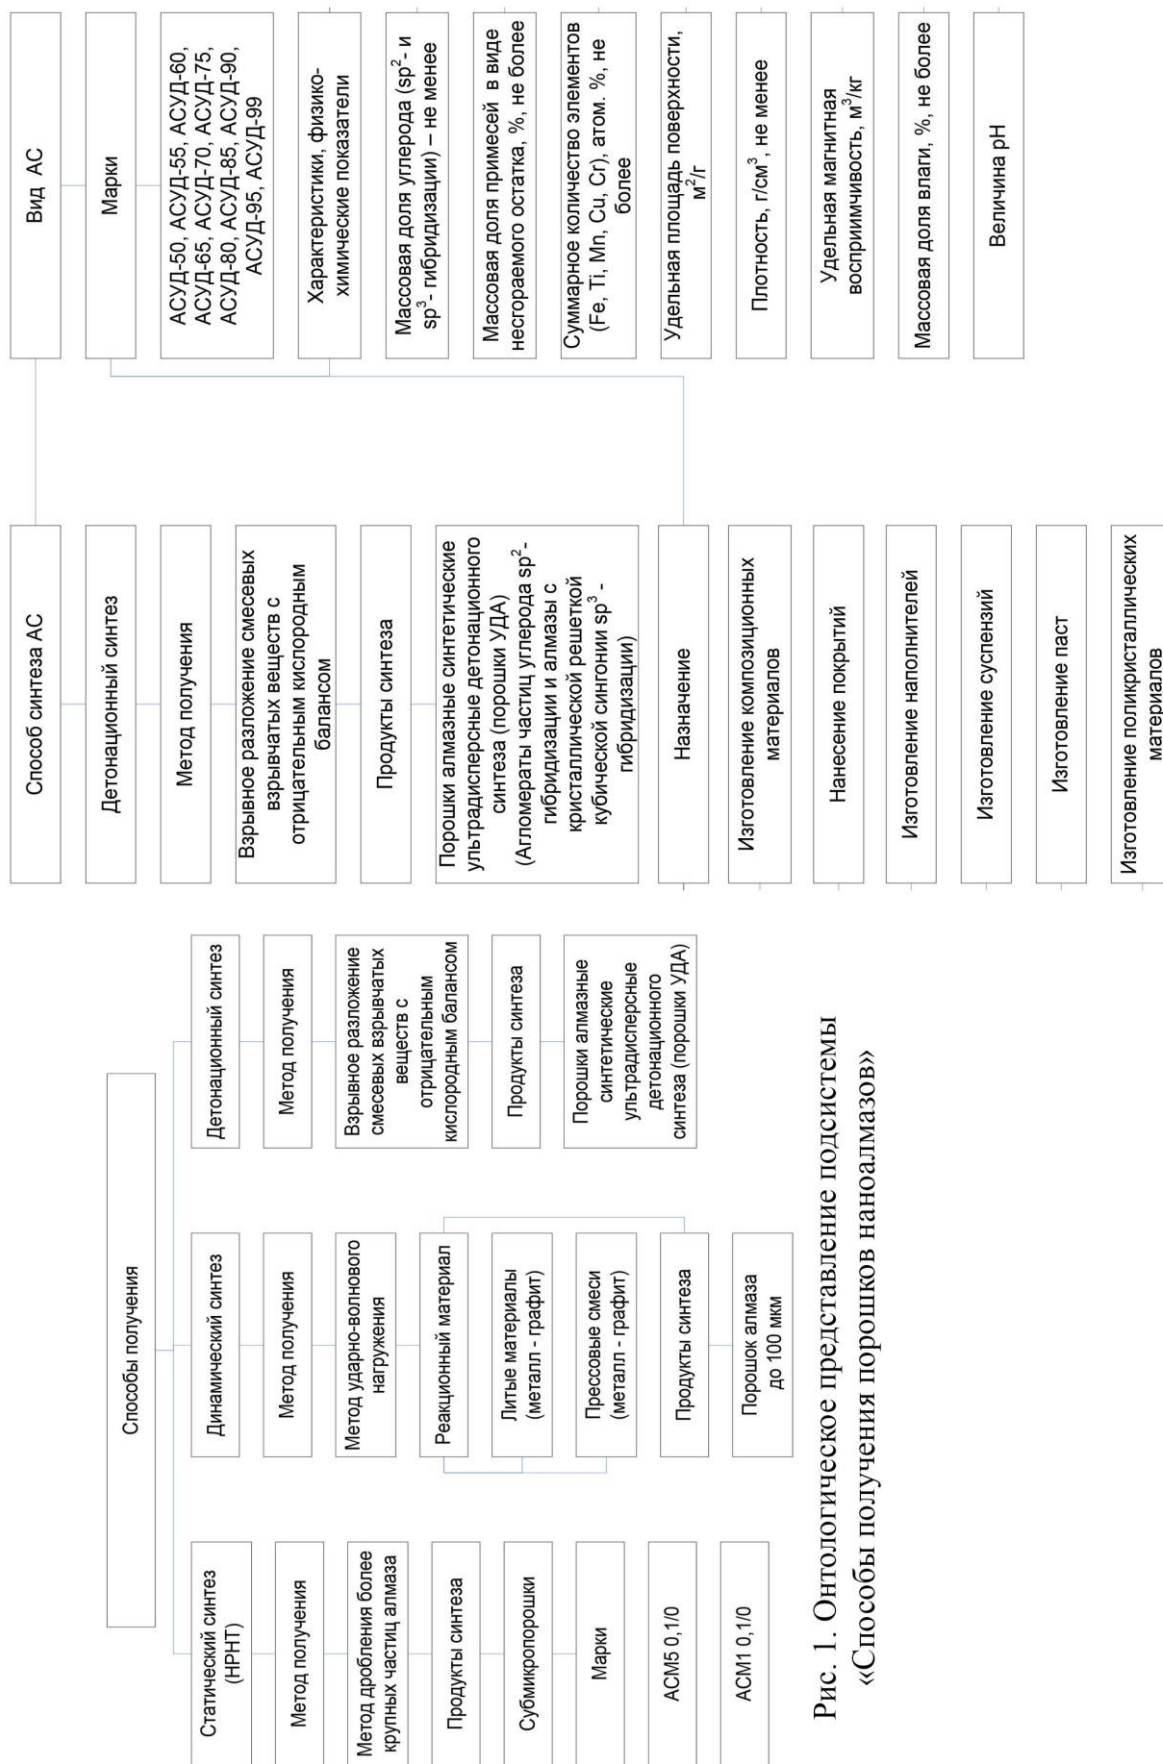 Способы получения
Статический синтез
(HPHT)
Метод получения
Метод дробления более
крупных частиц алмаза
Продукты синтеза
Субмикропорошки
Марки
АСМ5 0,1/0
АСМ1 0,1/0
Динамический синтез
Метод получения
Метод ударно-волнового
нагружения
Реакционный материал
Литые материалы
(металл - графит)
Прессовые смеси
(металл - графит)
Продукты синтеза
Порошок алмаза
до 100 мкм
Детонационный синтез
Метод получения
Взрывное разложение
смесевых взрывчатых
веществ с
отрицательным
кислородным балансом
Продукты синтеза
Порошки алмазные
синтетические
ультрадисперсные
детонационного
синтеза (порошки УДА)
Рис. 1. Онтологическое представление подсистемы
«Способы получения порошков наноалмазов»
Способ синтеза АС
Детонационный синтез
Метод получения
Взрывное разложение смесевых
взрывчатых веществ с
отрицательным кислородным
балансом
Продукты синтеза
Порошки алмазные синтетические
ультрадисперсные детонационного
синтеза (порошки УДА)
(Агломераты частиц углерода sp²-
гибридизации и алмазы с
кристаллической решеткой
кубической сингонии sp³ -
гибридизации)
Назначение
Изготовление композиционных
материалов
Нанесение покрытий
Изготовление наполнителей
Изготовление суспензий
Изготовление паст
Изготовление поликристаллических
материалов
Вид АС
Марки
АСУД-50, АСУД-55, АСУД-60,
АСУД-65, АСУД-70, АСУД-75,
АСУД-80, АСУД-85, АСУД-90,
АСУД-95, АСУД-99
Характеристики, физико-
химические показатели
Массовая доля углерода (sp²- и
sp³- гибридизации) – не менее
Массовая доля примесей в виде
несгораемого остатка, %, не более
Суммарное количество элементов
(Fe, Ti, Mn, Cu, Cr), атом. %, не
более
Удельная площадь поверхности,
м²/г
Плотность, г/см³, не менее
Удельная магнитная
восприимчивость, м³/кг
Массовая доля влаги, %, не более
Величина pH